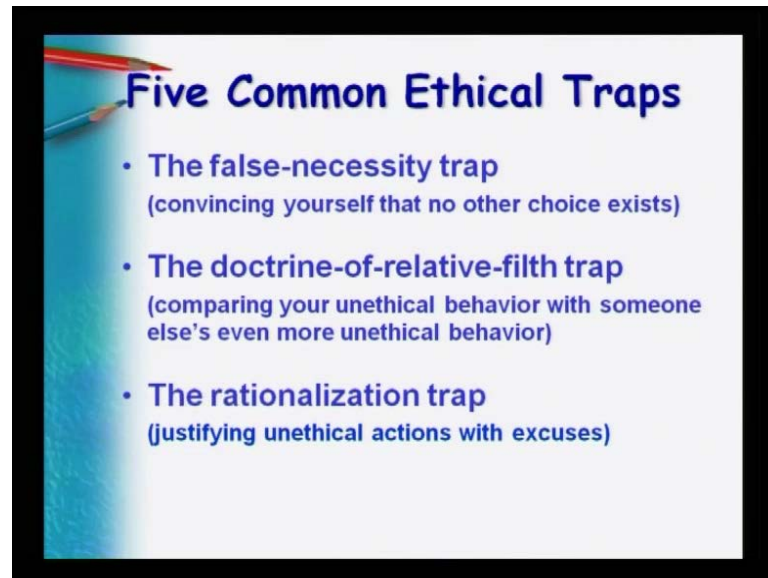 Five Common Ethical Traps
• The false-necessity trap
(convincing yourself that no other choice exists)
• The doctrine-of-relative-filth trap
(comparing your unethical behavior with someone
else's even more unethical behavior)
• The rationalization trap
(justifying unethical actions with excuses)